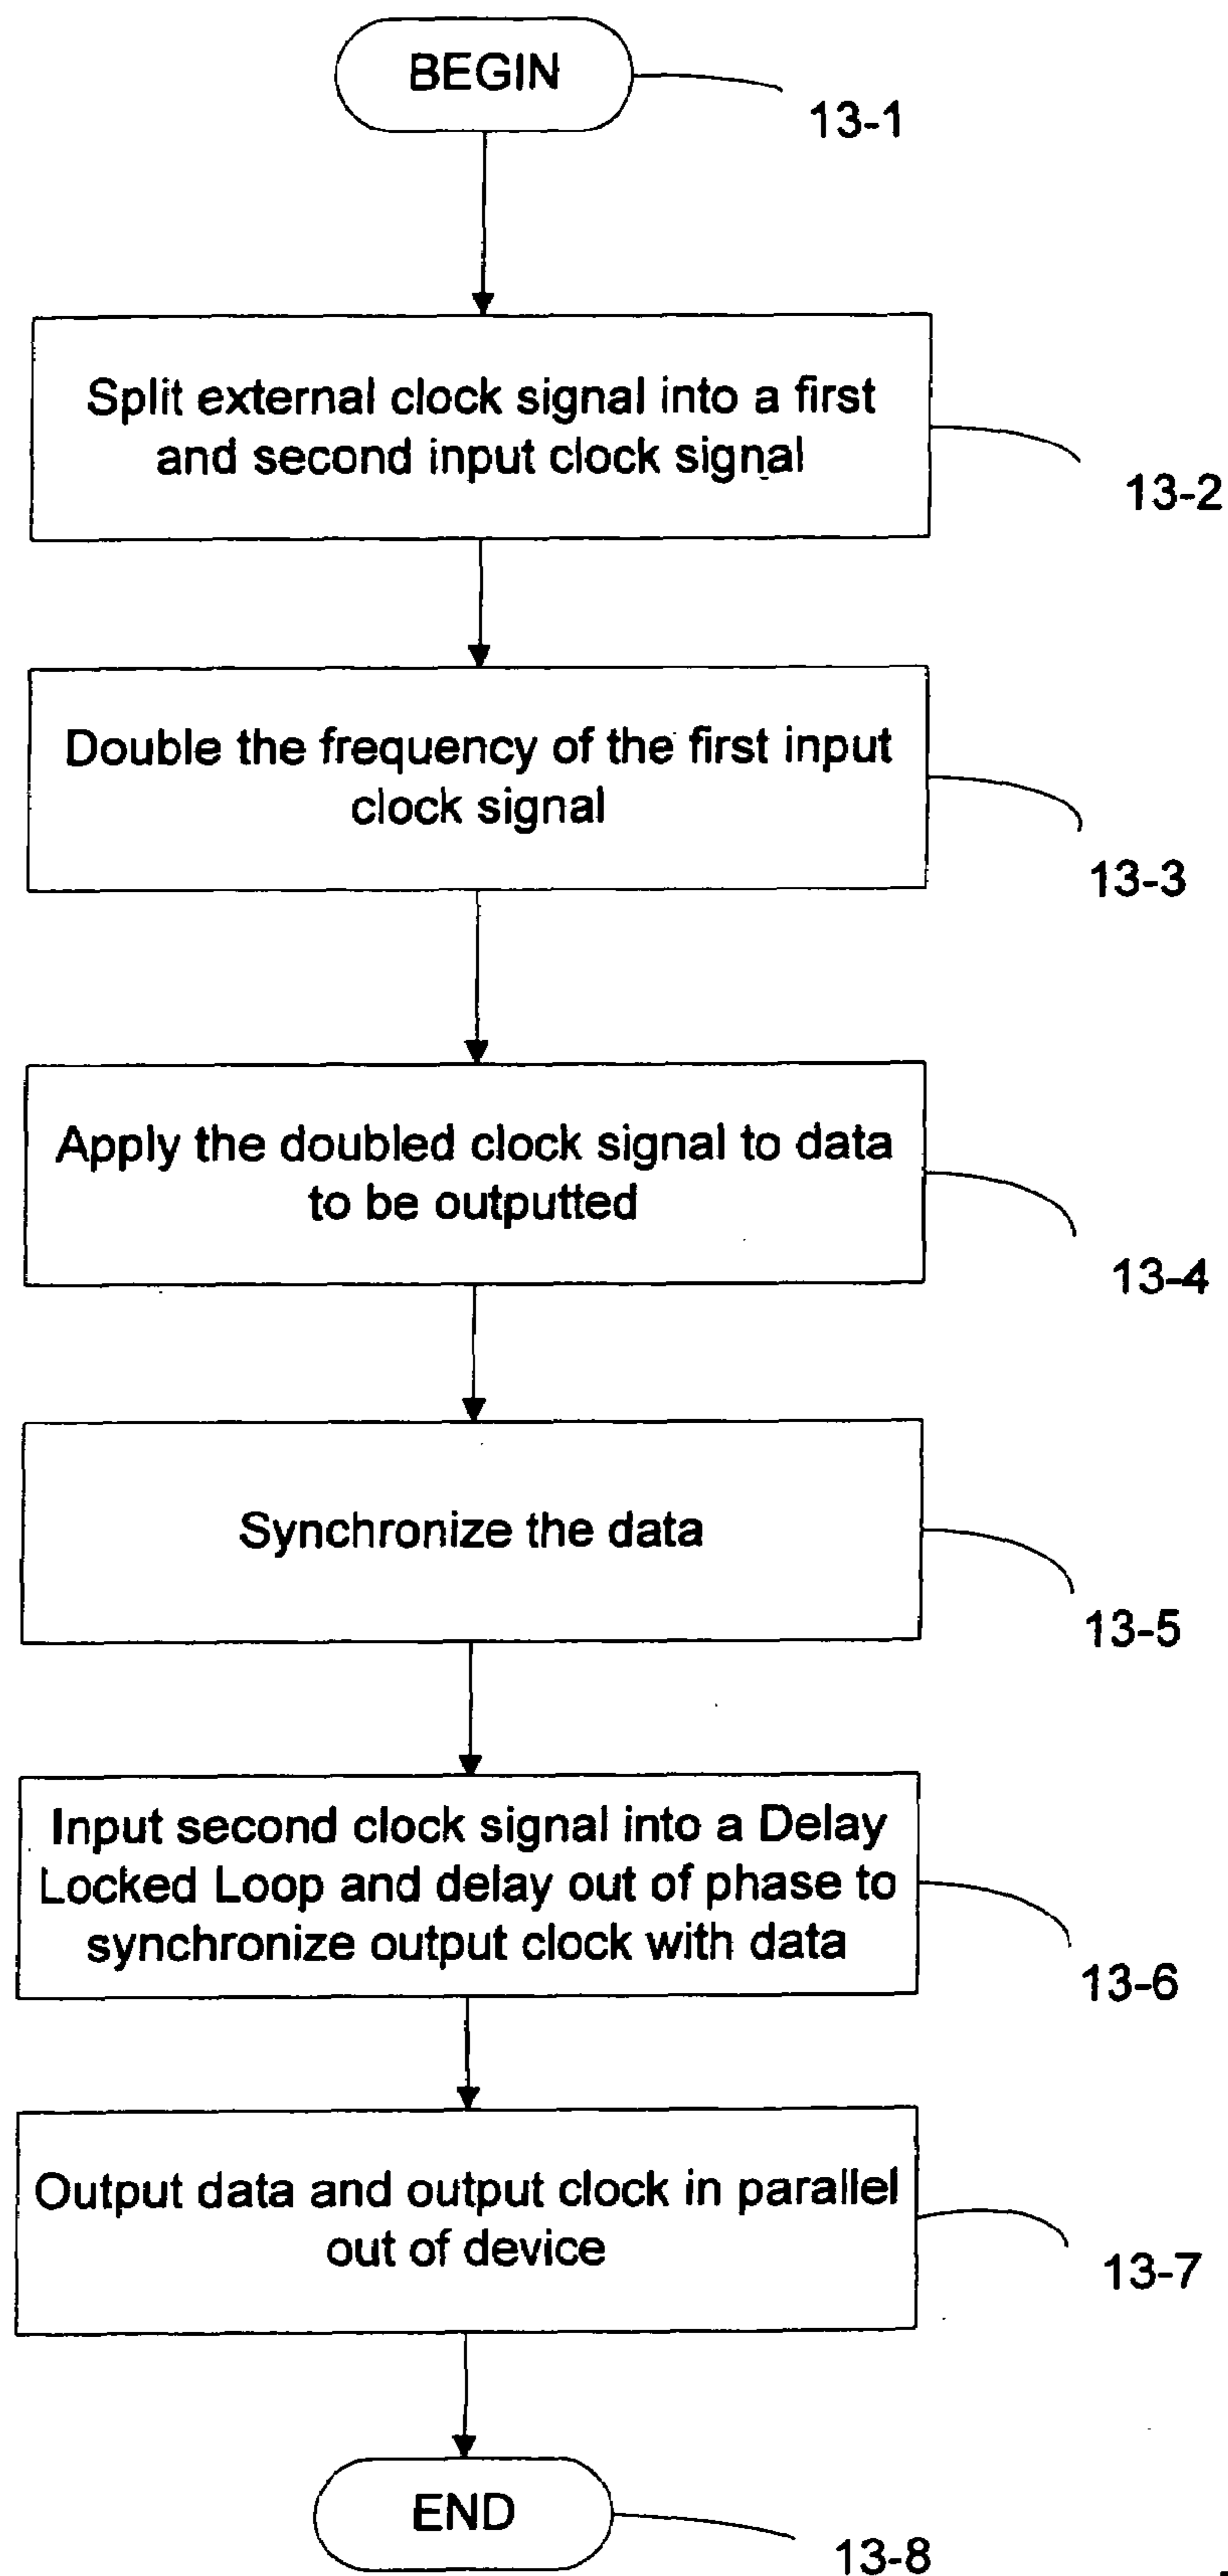 BEGIN
13-1
Split external clock signal into a first
and second input clock signal
13-2
Double the frequency of the first input
clock signal
13-3
Apply the doubled clock signal to data
to be outputted
13-4
Synchronize the data
13-5
Input second clock signal into a Delay
Locked Loop and delay out of phase to
synchronize output clock with data
13-6
Output data and output clock in parallel
out of device
13-7
END
13-8